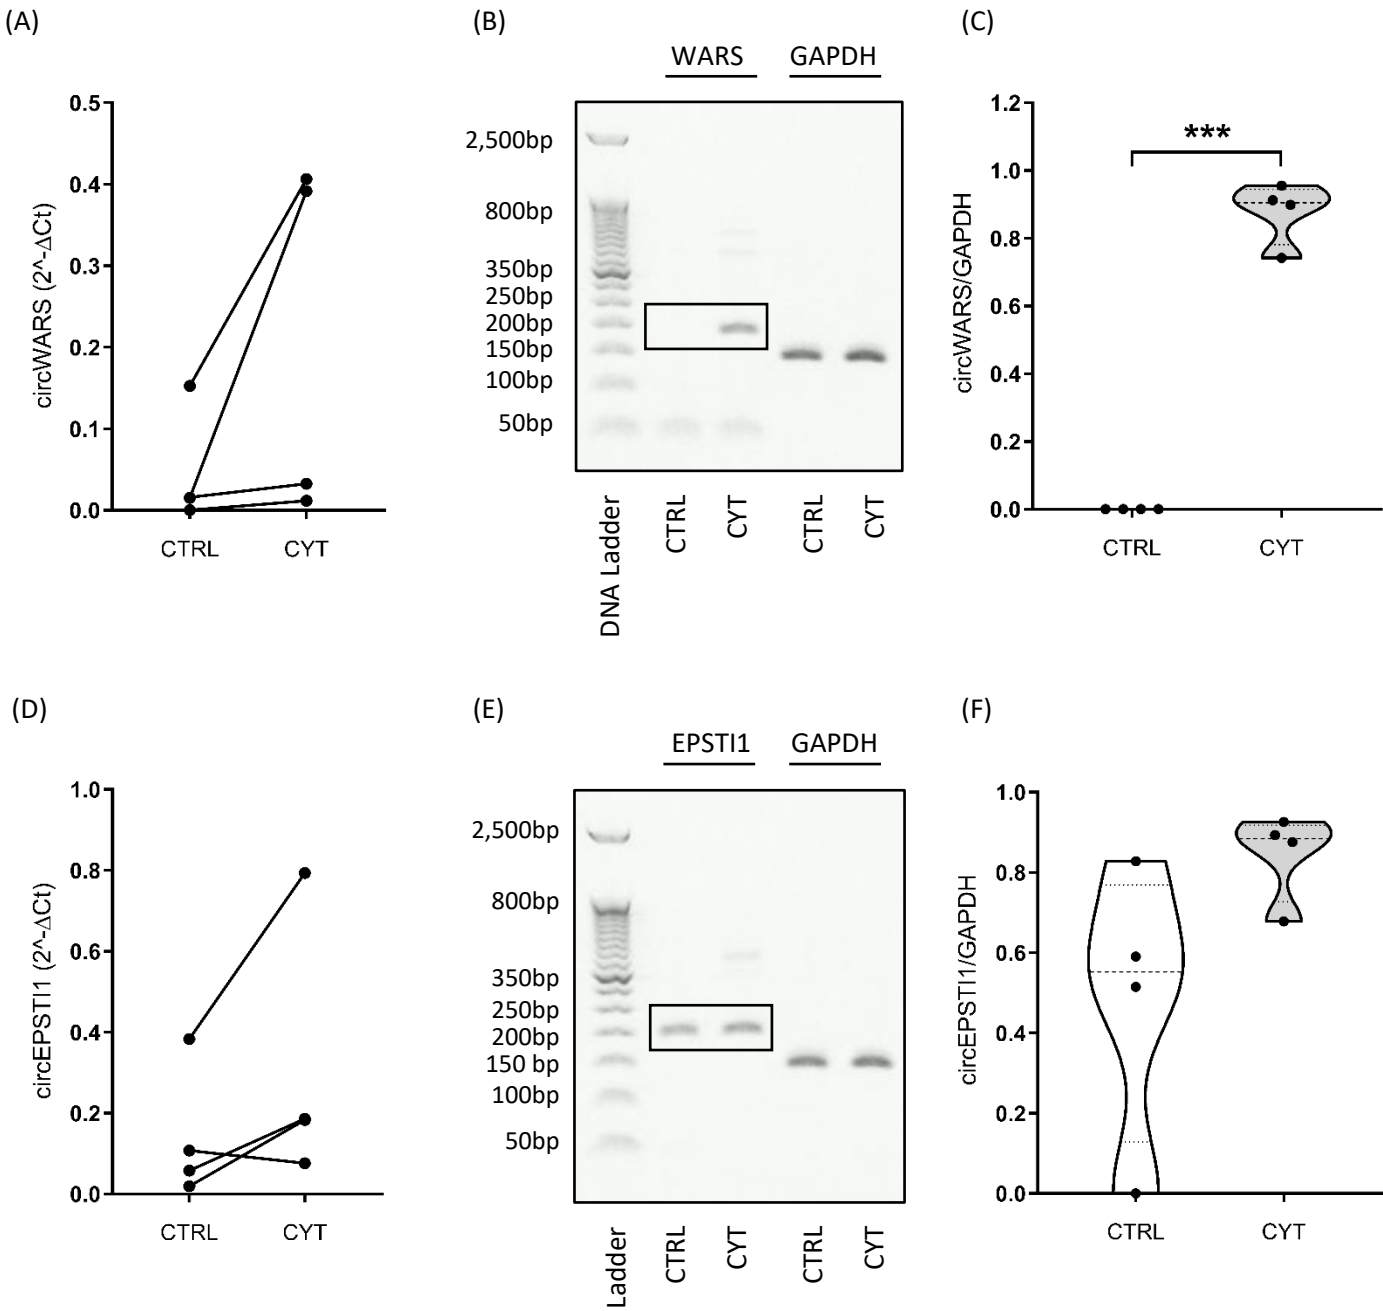 (A)
circWARS (2^-ΔCt)
0.5
0.4
0.3
0.2
0.1
0.0
CTRL CYT
(B)
WARS GAPDH
2,500bp
800bp
350bp
250bp
200bp
150bp
100bp
50bp
DNA Ladder
CTRL
CYT
CTRL
CYT
(C)
circWARS/GAPDH
1.2
1.0
0.8
0.6
0.4
0.2
0.0
***
CTRL CYT
(D)
circEPSTI1 (2^-ΔCt)
1.0
0.8
0.6
0.4
0.2
0.0
CTRL CYT
(E)
EPSTI1 GAPDH
2,500bp
800bp
350bp
250bp
200bp
150 bp
100bp
50bp
Ladder
CTRL
CYT
CTRL
CYT
(F)
circEPSTI1/GAPDH
1.0
0.8
0.6
0.4
0.2
0.0
CTRL CYT